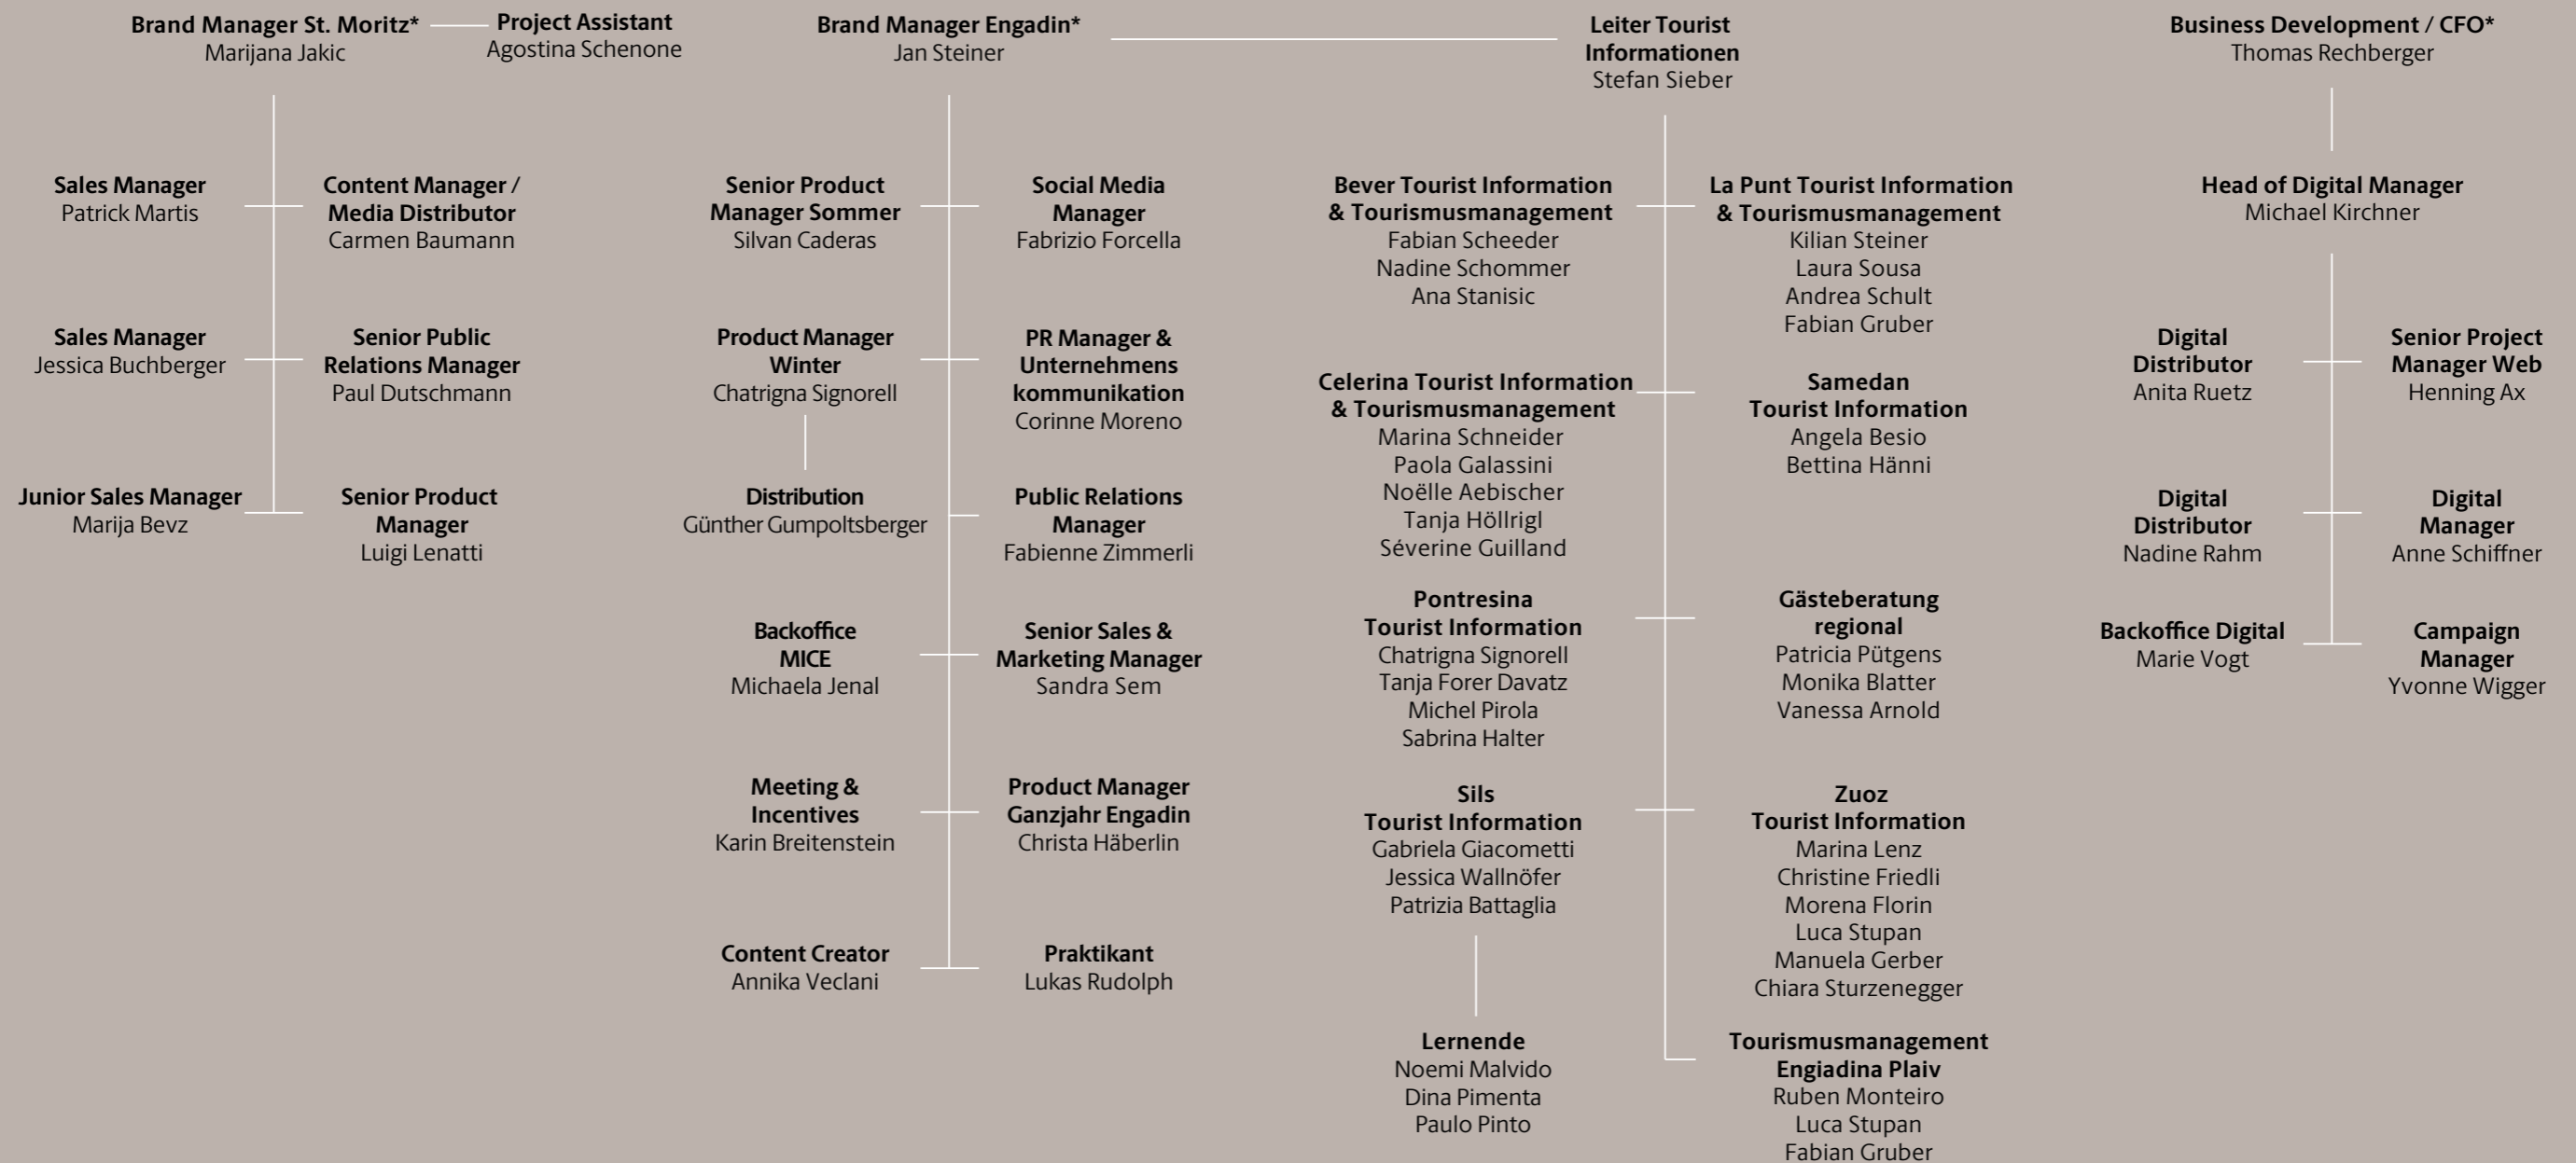 Brand Manager St. Moritz*
Marijana Jakic
Project Assistant
Agostina Schenone
Sales Manager
Patrick Martis
Content Manager /
Media Distributor
Carmen Baumann
Sales Manager
Jessica Buchberger
Senior Public
Relations Manager
Paul Dutschmann
Junior Sales Manager
Marija Bevz
Senior Product
Manager
Luigi Lenatti
Brand Manager Engadin*
Jan Steiner
Senior Product
Manager Sommer
Silvan Caderas
Social Media
Manager
Fabrizio Forcella
Product Manager
Winter
Chatrigna Signorell
PR Manager &
Unternehmens
kommunikation
Corinne Moreno
Distribution
Günther Gumpoltsberger
Public Relations
Manager
Fabienne Zimmerli
Backoffice
MICE
Michaela Jenal
Senior Sales &
Marketing Manager
Sandra Sem
Meeting &
Incentives
Karin Breitenstein
Product Manager
Ganzjahr Engadin
Christa Häberlin
Content Creator
Annika Veclani
Praktikant
Lukas Rudolph
Leiter Tourist
Informationen
Stefan Sieber
Bever Tourist Information
& Tourismusmanagement
Fabian Scheeder
Nadine Schommer
Ana Stanisic
La Punt Tourist Information
& Tourismusmanagement
Kilian Steiner
Laura Sousa
Andrea Schult
Fabian Gruber
Celerina Tourist Information
& Tourismusmanagement
Marina Schneider
Paola Galassini
Noëlle Aebischer
Tanja Höllrigl
Séverine Guilland
Samedan
Tourist Information
Angela Besio
Bettina Hänni
Pontresina
Tourist Information
Chatrigna Signorell
Tanja Forer Davatz
Michel Pirola
Sabrina Halter
Gästeberatung
regional
Patricia Pütgens
Monika Blatter
Vanessa Arnold
Sils
Tourist Information
Gabriela Giacometti
Jessica Wallnöfer
Patrizia Battaglia
Zuoz
Tourist Information
Marina Lenz
Christine Friedli
Morena Florin
Luca Stupan
Manuela Gerber
Chiara Sturzenegger
Lernende
Noemi Malvido
Dina Pimenta
Paulo Pinto
Tourismusmanagement
Engiadina Plaiv
Ruben Monteiro
Luca Stupan
Fabian Gruber
Business Development / CFO*
Thomas Rechberger
Head of Digital Manager
Michael Kirchner
Digital
Distributor
Anita Ruetz
Senior Project
Manager Web
Henning Ax
Digital
Distributor
Nadine Rahm
Digital
Manager
Anne Schiffner
Backoffice Digital
Marie Vogt
Campaign
Manager
Yvonne Wigger